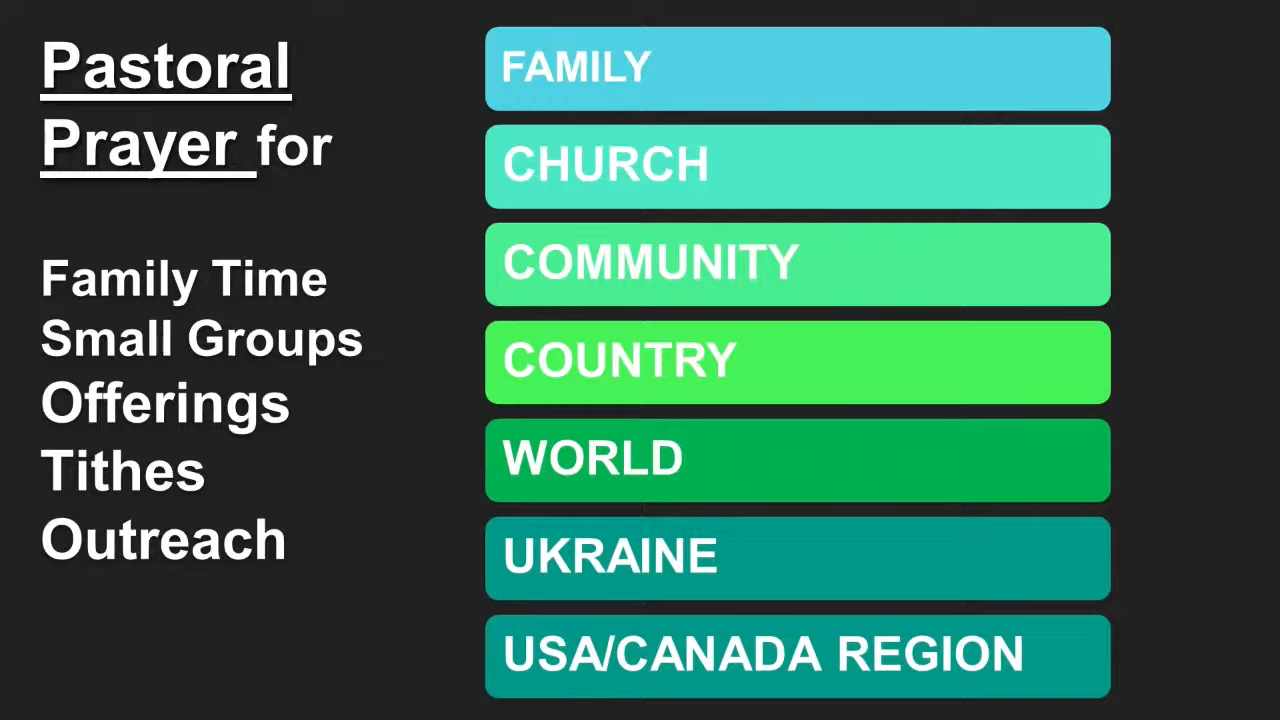 Pastoral
Prayer for
Family Time
Small Groups
Offerings
Tithes
Outreach
FAMILY
CHURCH
COMMUNITY
COUNTRY
WORLD
UKRAINE
USA/CANADA REGION